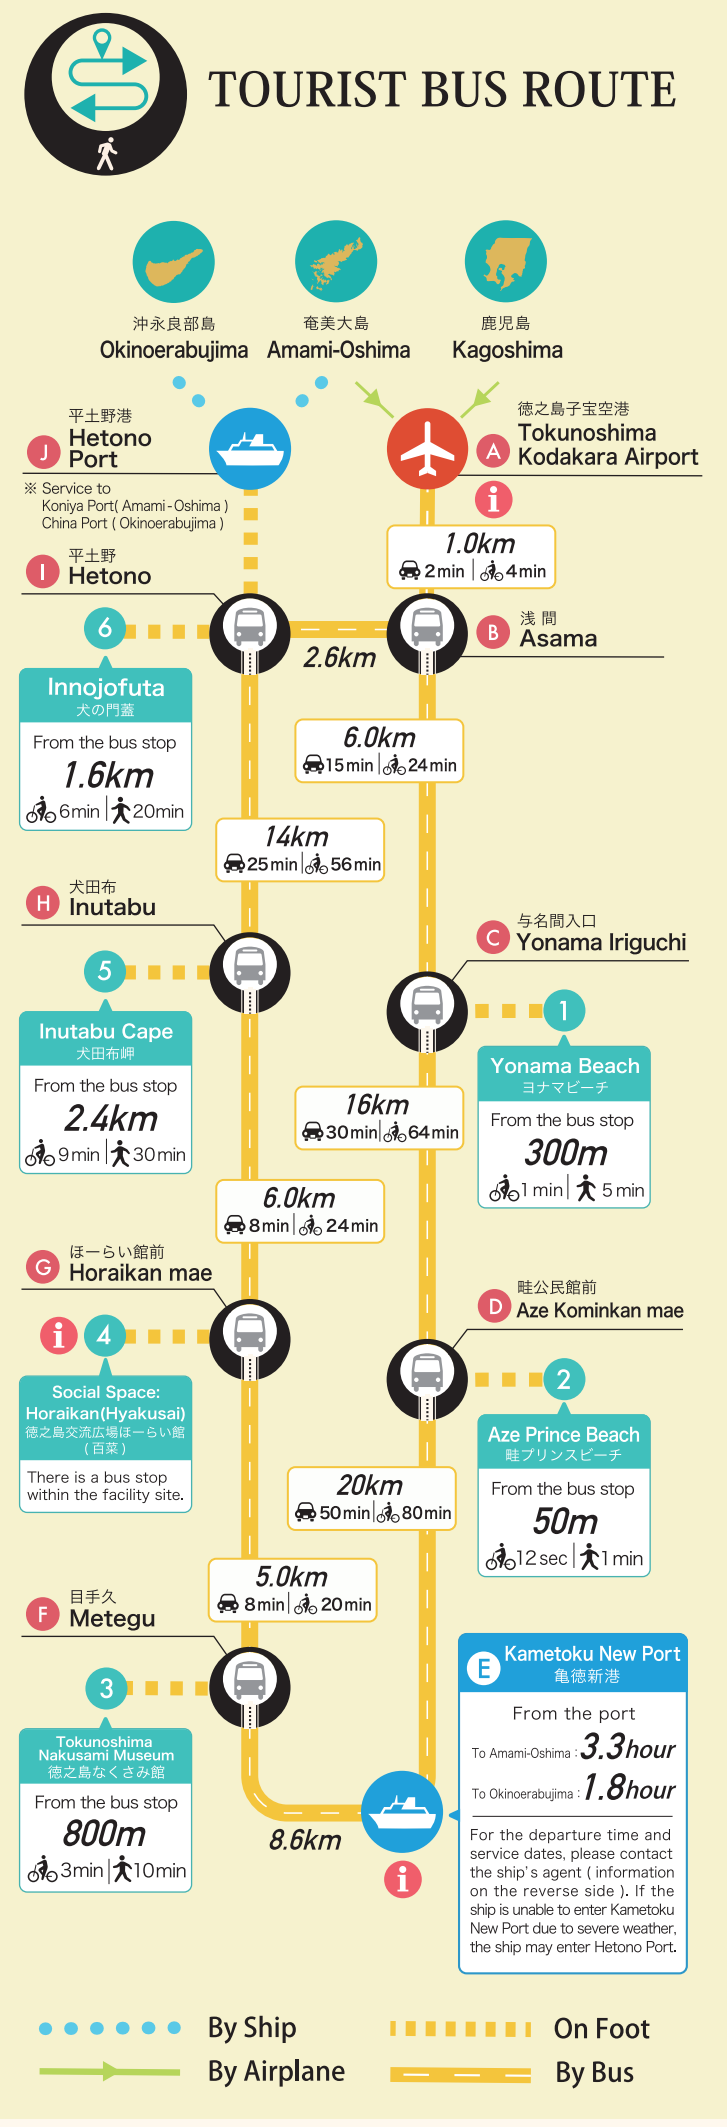 TOURIST BUS ROUTE
沖永良部島
Okinoerabujima
奄美大島
Amami-Oshima
鹿児島
Kagoshima
平土野港
J
Hetono
Port
※ Service to
Koniya Port( Amami-Oshima )
China Port ( Okinoerabujima )
徳之島子宝空港
A
Tokunoshima
Kodakara Airport
i
1.0km
2min
4min
平土野
I
Hetono
浅間
B
Asama
2.6km
6
Innojofuta
犬の門蓋
From the bus stop
1.6km
6min
20min
6.0km
15min
24min
14km
25min
56min
犬田布
H
Inutabu
与名間入口
C
Yonama Iriguchi
5
Inutabu Cape
犬田布岬
From the bus stop
2.4km
9min
30min
1
Yonama Beach
ヨナマビーチ
From the bus stop
300m
1min
5min
16km
30min
64min
6.0km
8min
24min
ほーらい館前
G
Horaikan mae
畦公民館前
D
Aze Kominkan mae
i
4
Social Space:
Horaikan(Hyakusai)
徳之島交流広場ほーらい館
(百菜)
There is a bus stop
within the facility site.
2
Aze Prince Beach
畦プリンスビーチ
From the bus stop
50m
12sec
1min
20km
50min
80min
5.0km
8min
20min
目手久
F
Metegu
3
Tokunoshima
Nakusami Museum
徳之島なくさみ館
From the bus stop
800m
3min
10min
8.6km
i
E
Kametoku New Port
亀徳新港
From the port
To Amami-Oshima : 3.3hour
To Okinoerabujima : 1.8hour
For the departure time and
service dates, please contact
the ship's agent ( information
on the reverse side ). If the
ship is unable to enter Kametoku
New Port due to severe weather,
the ship may enter Hetono Port.
By Ship
On Foot
By Airplane
By Bus